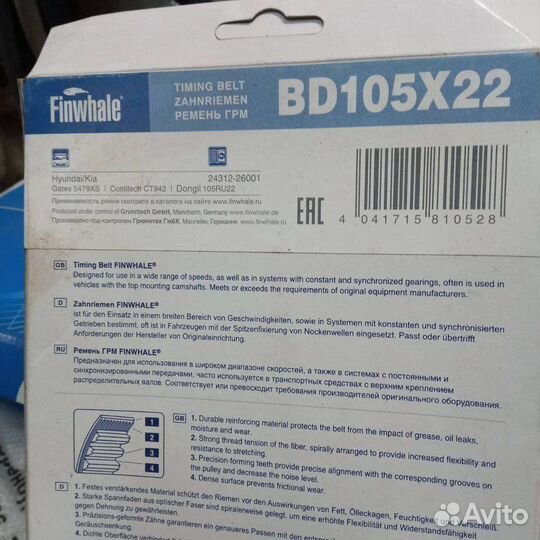 Finwhale®
TIMING BELT
ZAHNRIEMEN
РЕМЕНЬ ГРМ
BD105X22
Hyundai/Kia
24312-26001
Gates 5479XS | Contitech CT942 | Dongil 105RU22
Применяемость ремня смотрите в каталоге на сайте www.finwhale.ru
Produced under control of Grunntech GmbH, Mannheim, Germany www.finwhale.de
Произведено под контролем Грюннтех ГмбХ, Мангейм, Германия www.finwhale.ru
EAC
4 041715 810528
GB Timing Belt FINWHALE®
Designed for use in a wide range of speeds, as well as in systems with constant and synchronized gearings, often is used in
vehicles with the top mounting camshafts. Meets or exceeds the requirements of original equipment manufacturers.
D Zahnriemen FINWHALE®
ist für den Einsatz in einem breiten Bereich von Geschwindigkeiten, sowie in Systemen mit konstanten und synchronisierten
Getrieben bestimmt, oft ist in Fahrzeugen mit der Spitzenfixierung von Nockenwellen eingesetzt. Passt oder übertrifft
Anforderungen der Hersteller von Originaleinrichtung.
RU Ремень ГРМ FINWHALE®
Предназначен для использования в широком диапазоне скоростей, а также в системах с постоянными и
синхронизированными передачами, часто используется в транспортных средствах с верхним креплением
распределительных валов. Соответствует или превосходит требования производителей оригинального оборудования.
1
2
3
4
GB 1. Durable reinforcing material protects the belt from the impact of grease, oil leaks,
moisture and wear.
2. Strong thread tension of the fiber, spirally arranged to provide increased flexibility and
resistance to stretching.
3. Precision-forming teeth provide precise alignment with the corresponding grooves on
the pulley and decrease the noise level.
4. Dense surface prevents frictional wear.
D 1. Festes verstärkendes Material schützt den Riemen vor den Auswirkungen von Fett, Ölleckagen, Feuchtigkeit und Verschleiß.
2. Starke Spannfaden aus optischer Faser sind spiralerweise gelegt, um eine erhöhte Flexibilität und Widerstandsfähigkeit
gegen Dehnung zu gewährleisten.
3. Präzisions-geformte Zähne garantieren ein genaueres Passen mit den entsprechenden
Geräuschsenkung.
4. Dichte Oberfläche verhindert
Avito